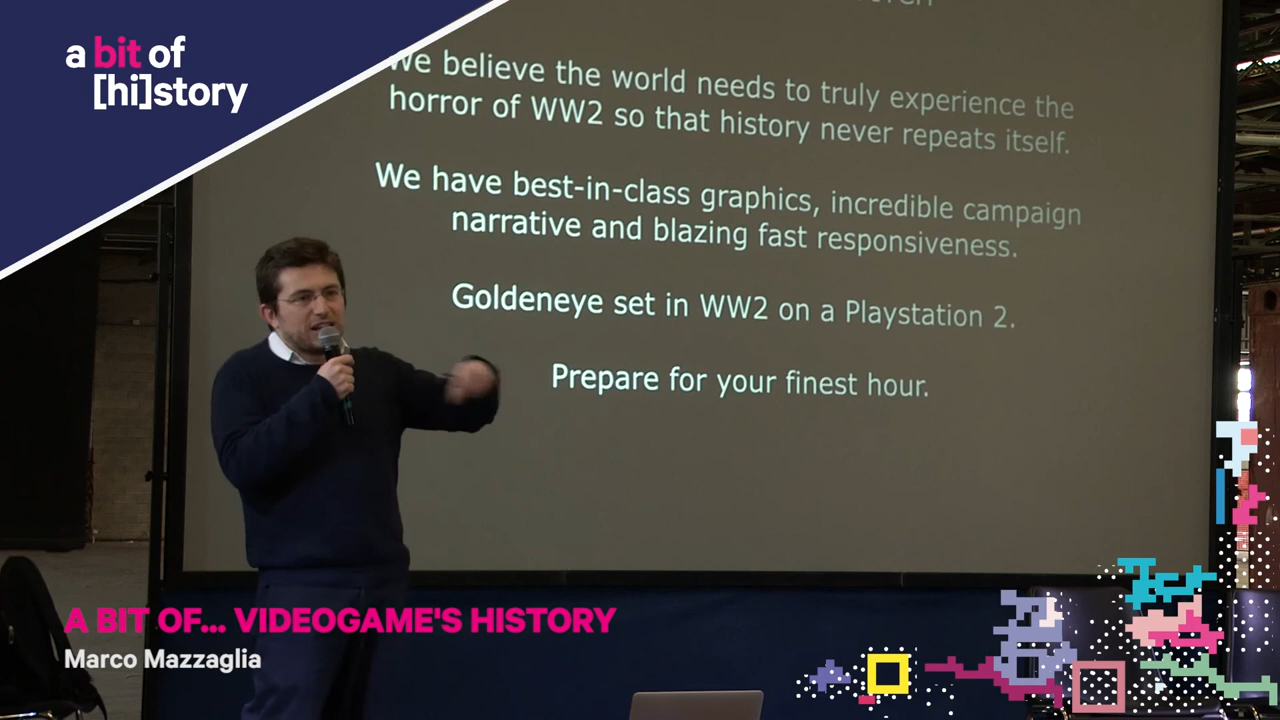 a bit of
[hi]story
We believe the world needs to truly experience the
horror of WW2 so that history never repeats itself.
We have best-in-class graphics, incredible campaign
narrative and blazing fast responsiveness.
Goldeneye set in WW2 on a Playstation 2.
Prepare for your finest hour.
A BIT OF... VIDEOGAME'S HISTORY
Marco Mazzaglia